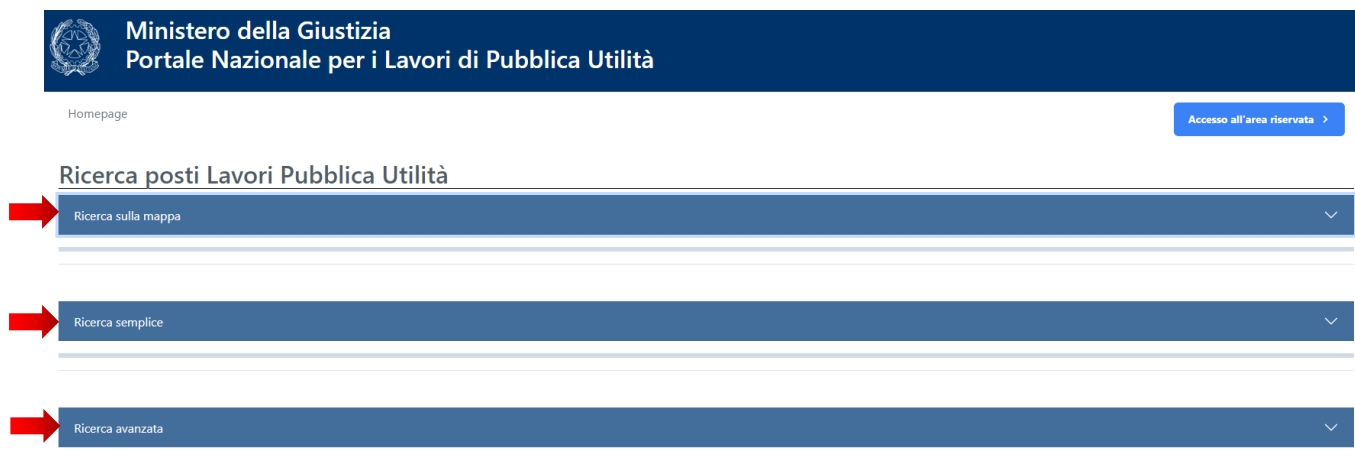 Ministero della Giustizia
Portale Nazionale per i Lavori di Pubblica Utilità
Homepage
Accesso all'area riservata
Ricerca posti Lavori Pubblica Utilità
Ricerca sulla mappa
Ricerca semplice
Ricerca avanzata